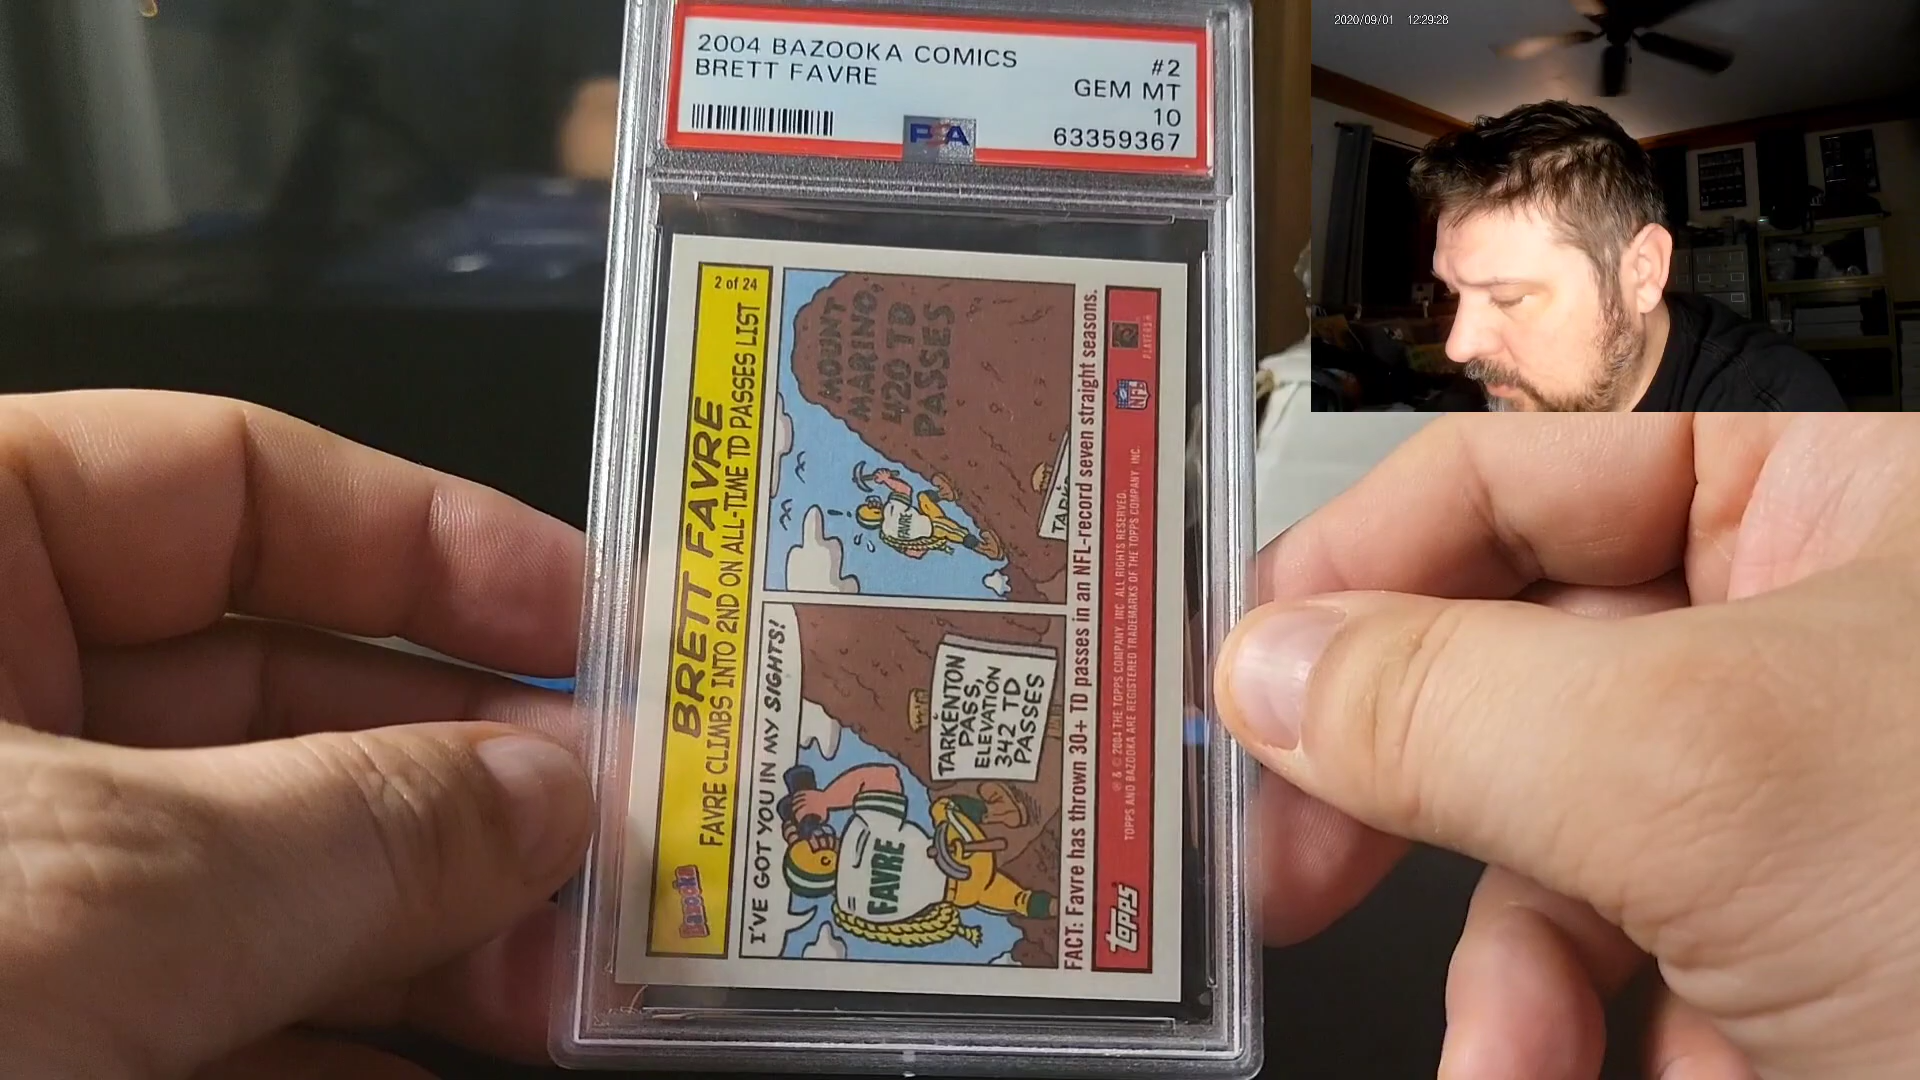 2004 BAZOOKA COMICS #2
BRETT FAVRE GEM MT
10
PSA 63359367
2020/09/01 12:29:28
Bazooka
BRETT FAVRE
2 of 24
FAVRE CLIMBS INTO 2ND ON ALL-TIME TD PASSES LIST
I'VE GOT YOU IN MY SIGHTS!
FAVRE
TARKENTON
PASS,
ELEVATION
342 TD
PASSES
MOUNT
MARINO,
420 TD
PASSES
FAVRE
FACT: Favre has thrown 30+ TD passes in an NFL-record seven straight seasons.
topps
® & © 2004 THE TOPPS COMPANY, INC. ALL RIGHTS RESERVED.
TOPPS AND BAZOOKA ARE REGISTERED TRADEMARKS OF THE TOPPS COMPANY, INC.
NFL
PLAYERS